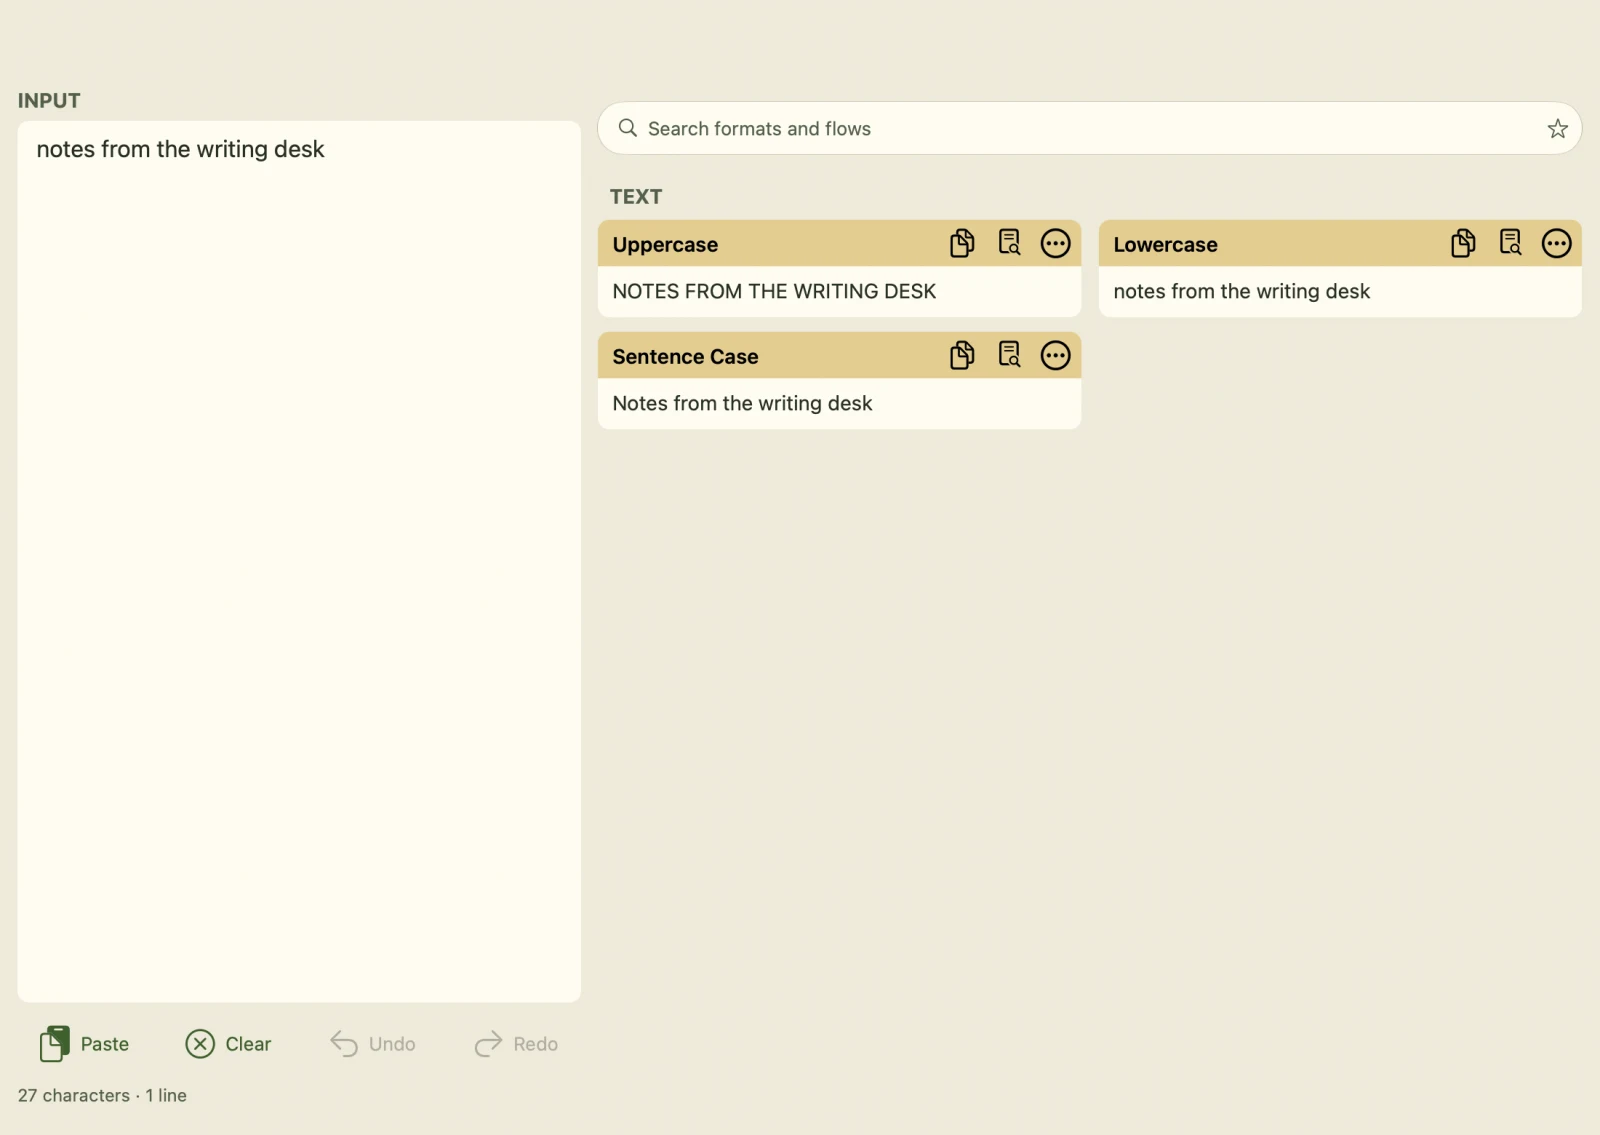 INPUT
notes from the writing desk
Search formats and flows
TEXT
Uppercase
NOTES FROM THE WRITING DESK
Lowercase
notes from the writing desk
Sentence Case
Notes from the writing desk
Paste
Clear
Undo
Redo
27 characters · 1 line